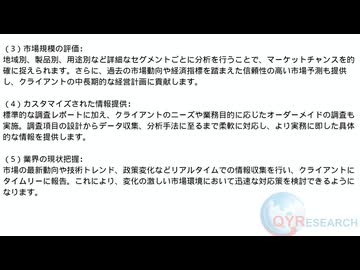 （3）市場規模の評価:
地域別、製品別、用途別など詳細なセグメントごとに分析を行うことで、マーケットチャンスを的
確に捉えられます。さらに、過去の市場動向や経済指標を踏まえた信頼性の高い市場予測も提供
し、クライアントの中長期的な経営計画に貢献します。
（4）カスタマイズされた情報提供:
標準的な調査レポートに加え、クライアントのニーズや業務目的に応じたオーダーメイドの調査も
実施。調査項目の設計からデータ収集、分析手法に至るまで柔軟に対応し、より実務に即した具体
的な情報を提供します。
（5）業界の現状把握:
市場の最新動向や技術トレンド、政策変化などリアルタイムでの情報収集を行い、クライアントに
タイムリーに報告。これにより、変化の激しい市場環境において迅速な対応策を検討できるように
なります。
QYRESEARCH